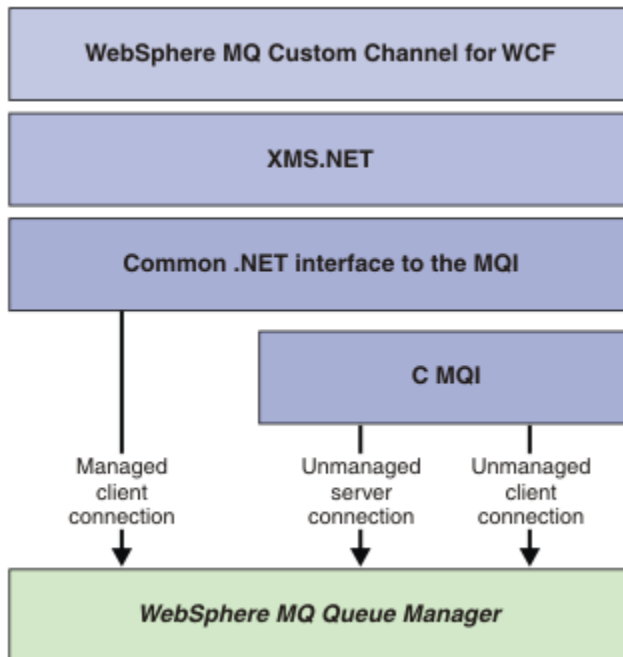 WebSphere MQ Custom Channel for WCF
XMS.NET
Common .NET interface to the MQI
C MQI
Managed
client
connection
Unmanaged
server
connection
Unmanaged
client
connection
WebSphere MQ Queue Manager